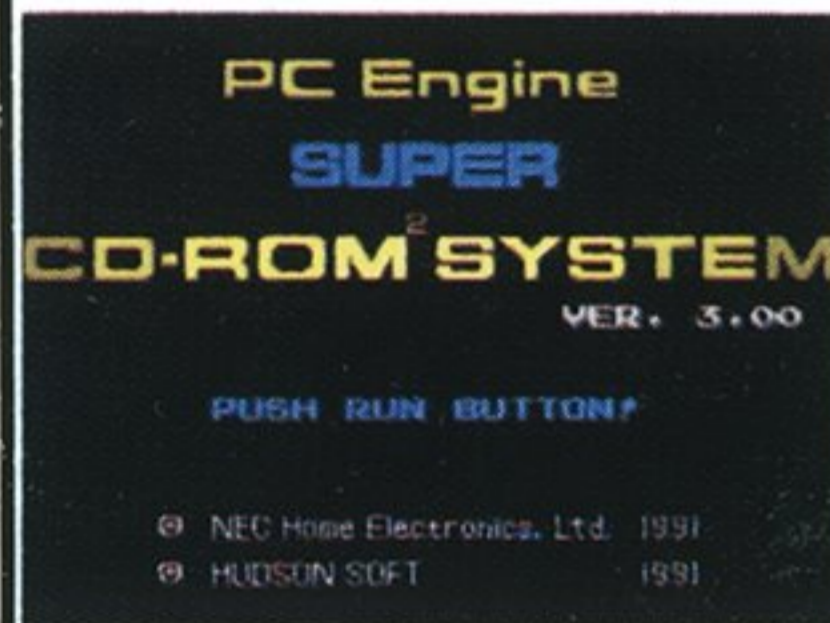 PC Engine
SUPER
CD-ROM² SYSTEM
VER. 3.00
PUSH RUN BUTTON!
© NEC Home Electronics, Ltd. 1991
© HUDSON SOFT 1991